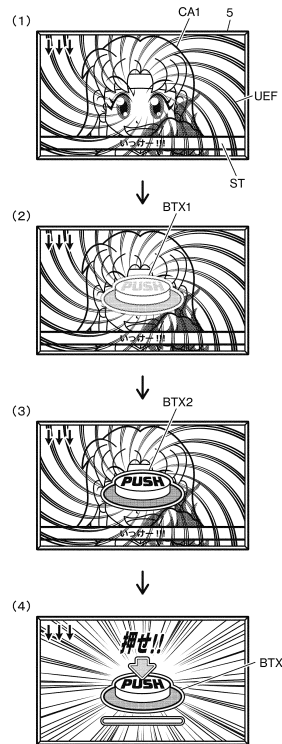 (1)
CA1
5
UEF
いっけー!!!
ST
(2)
BTX1
PUSH
いっけー!!!
(3)
BTX2
PUSH
いっけー!!!
(4)
押せ!!
PUSH
BTX